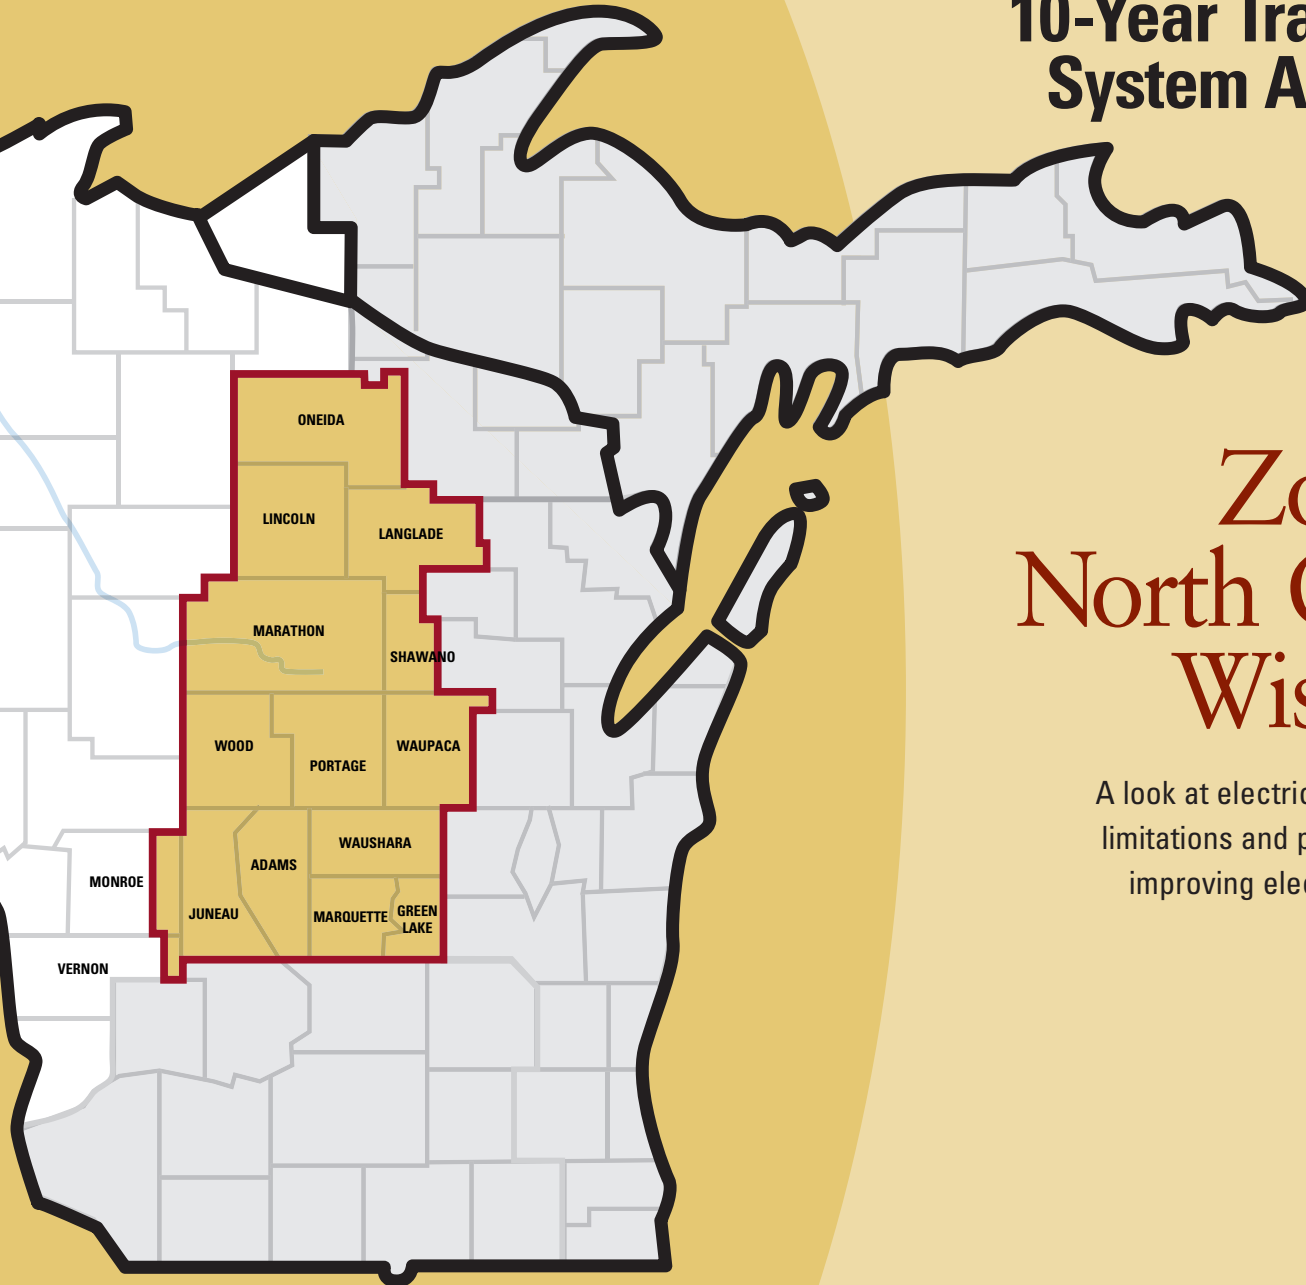 10-Year Tra
System A
ONEIDA
LINCOLN
LANGLADE
MARATHON
SHAWANO
WOOD
PORTAGE
WAUPACA
WAUSHARA
ADAMS
MONROE
JUNEAU
MARQUETTE
GREEN
LAKE
VERNON
Zo
North C
Wis
A look at electric
limitations and p
improving elec